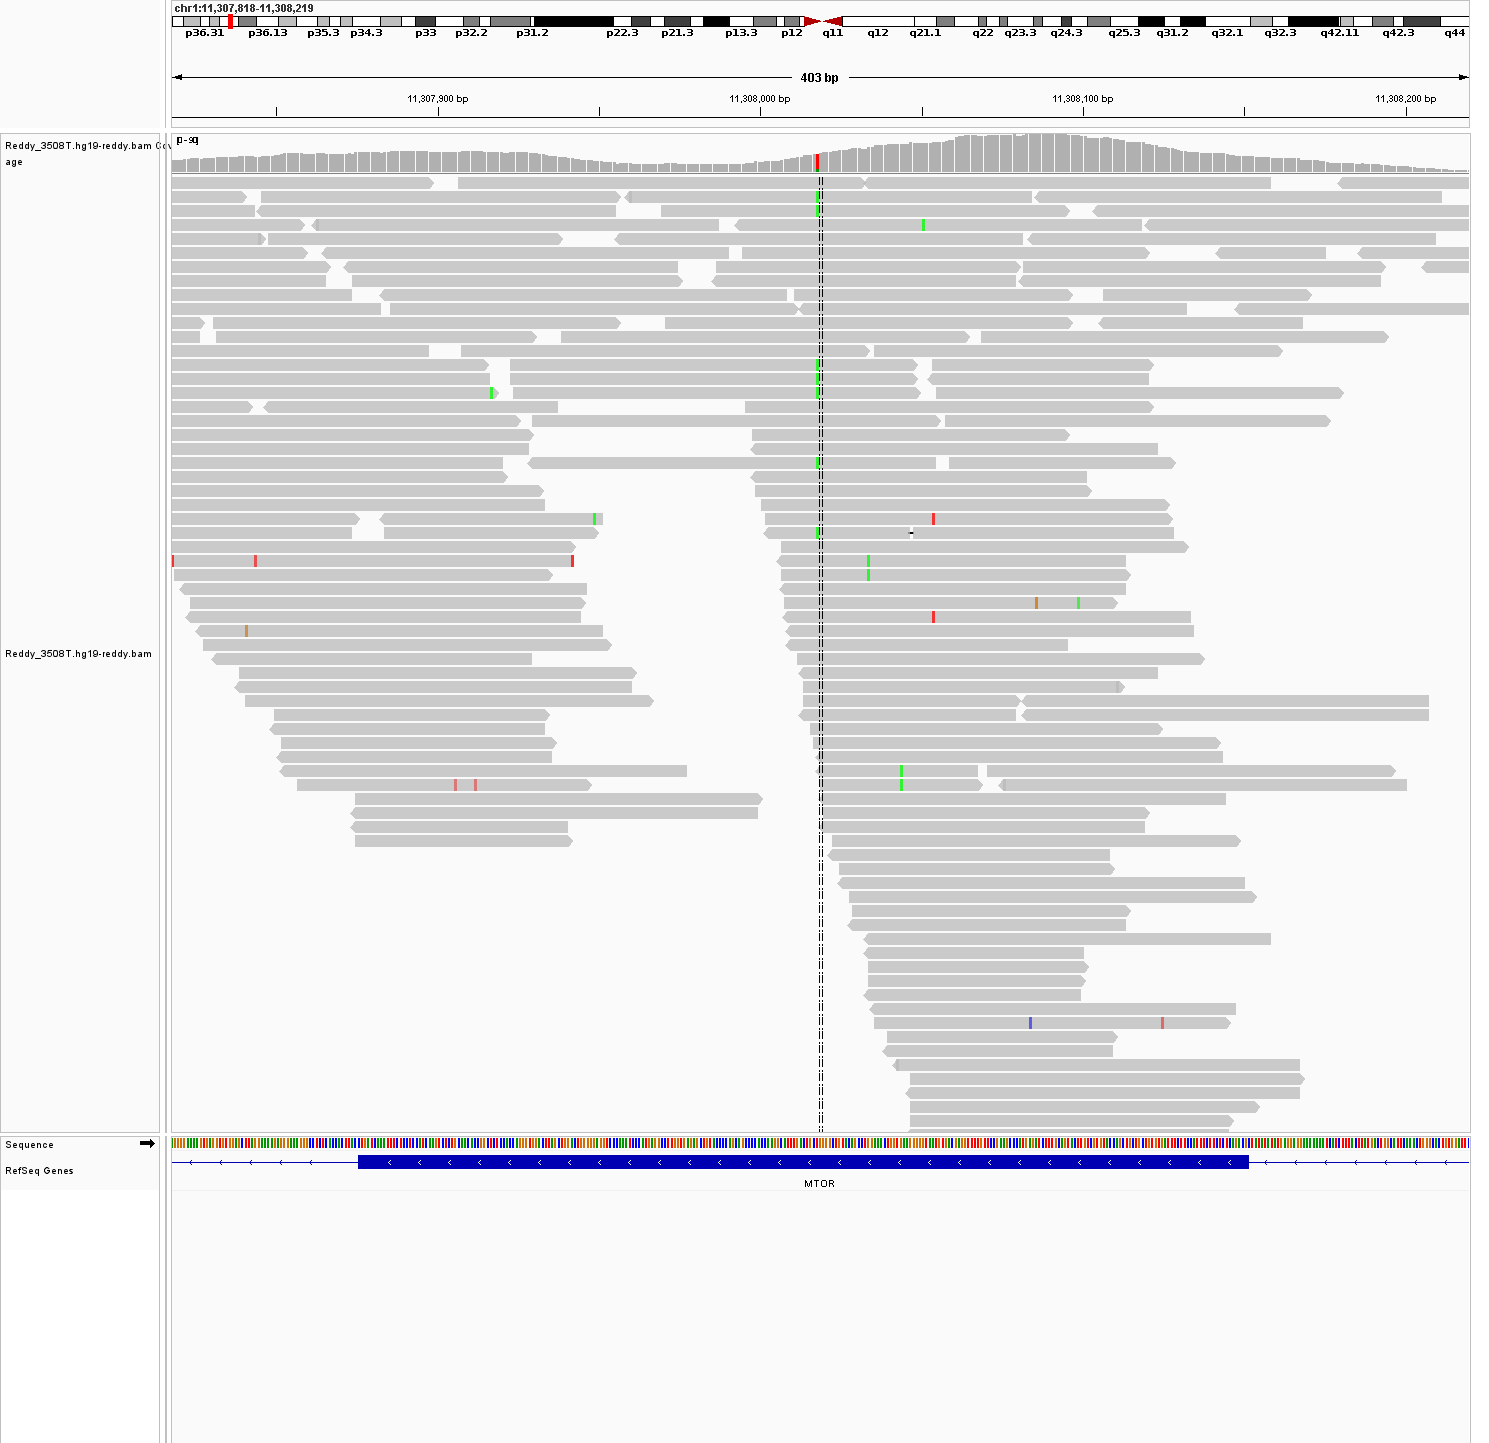 chr1:11,307,818-11,308,219
p36.31 p36.13 p35.3 p34.3 p33 p32.2 p31.2 p22.3 p21.3 p13.3 p12 q11 q12 q21.1 q22 q23.3 q24.3 q25.3 q31.2 q32.1 q32.3 q42.11 q42.3 q44
403 bp
11,307,900 bp 11,308,000 bp 11,308,100 bp 11,308,200 bp
Reddy_3508T.hg19-reddy.bam
age
Reddy_3508T.hg19-reddy.bam
Sequence
RefSeq Genes
MTOR